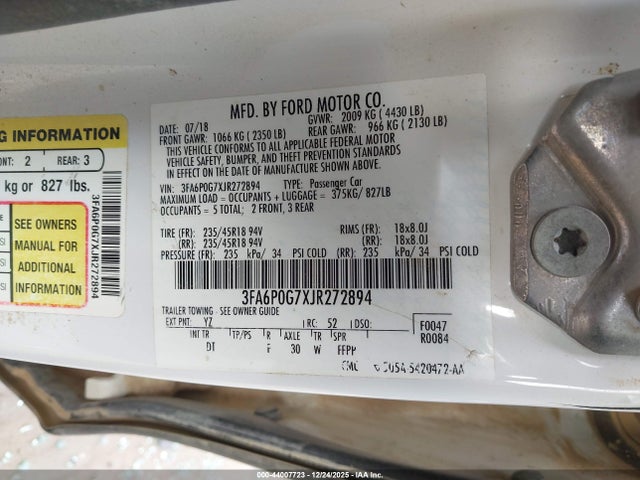 G INFORMATION
ONT: 2 REAR: 3
kg or 827 lbs.
SEE OWNERS
MANUAL FOR
ADDITIONAL
INFORMATION
3FA6P0G7XJR272894
MFD. BY FORD MOTOR CO.
DATE: 07/18 GVWR: 2009 KG ( 4430 LB)
FRONT GAWR: 1066 KG ( 2350 LB) REAR GAWR: 966 KG ( 2130 LB)
THIS VEHICLE CONFORMS TO ALL APPLICABLE FEDERAL MOTOR
VEHICLE SAFETY, BUMPER, AND THEFT PREVENTION STANDARDS
IN EFFECT ON THE DATE OF MANUFACTURE SHOWN ABOVE.
VIN: 3FA6P0G7XJR272894 TYPE: Passenger Car
MAXIMUM LOAD = OCCUPANTS + LUGGAGE = 375KG/ 827LB
OCCUPANTS = 5 TOTAL; 2 FRONT, 3 REAR
TIRE (FR): 235/45R18 94V RIMS (FR): 18x8.0J
(RR): 235/45R18 94V (RR): 18x8.0J
PRESSURE (FR): 235 kPa/ 34 PSI COLD (RR): 235 kPa/ 34 PSI COLD
3FA6P0G7XJR272894
TRAILER TOWING - SEE OWNER GUIDE
EXT PNT: YZ RC: 52 DSO: F0047
INT TR TP/PS R AXLE TR SPR R0084
DT F 30 W FFPP
5420472-AA
000-44007723 - 12/24/2025 - IAA Inc.